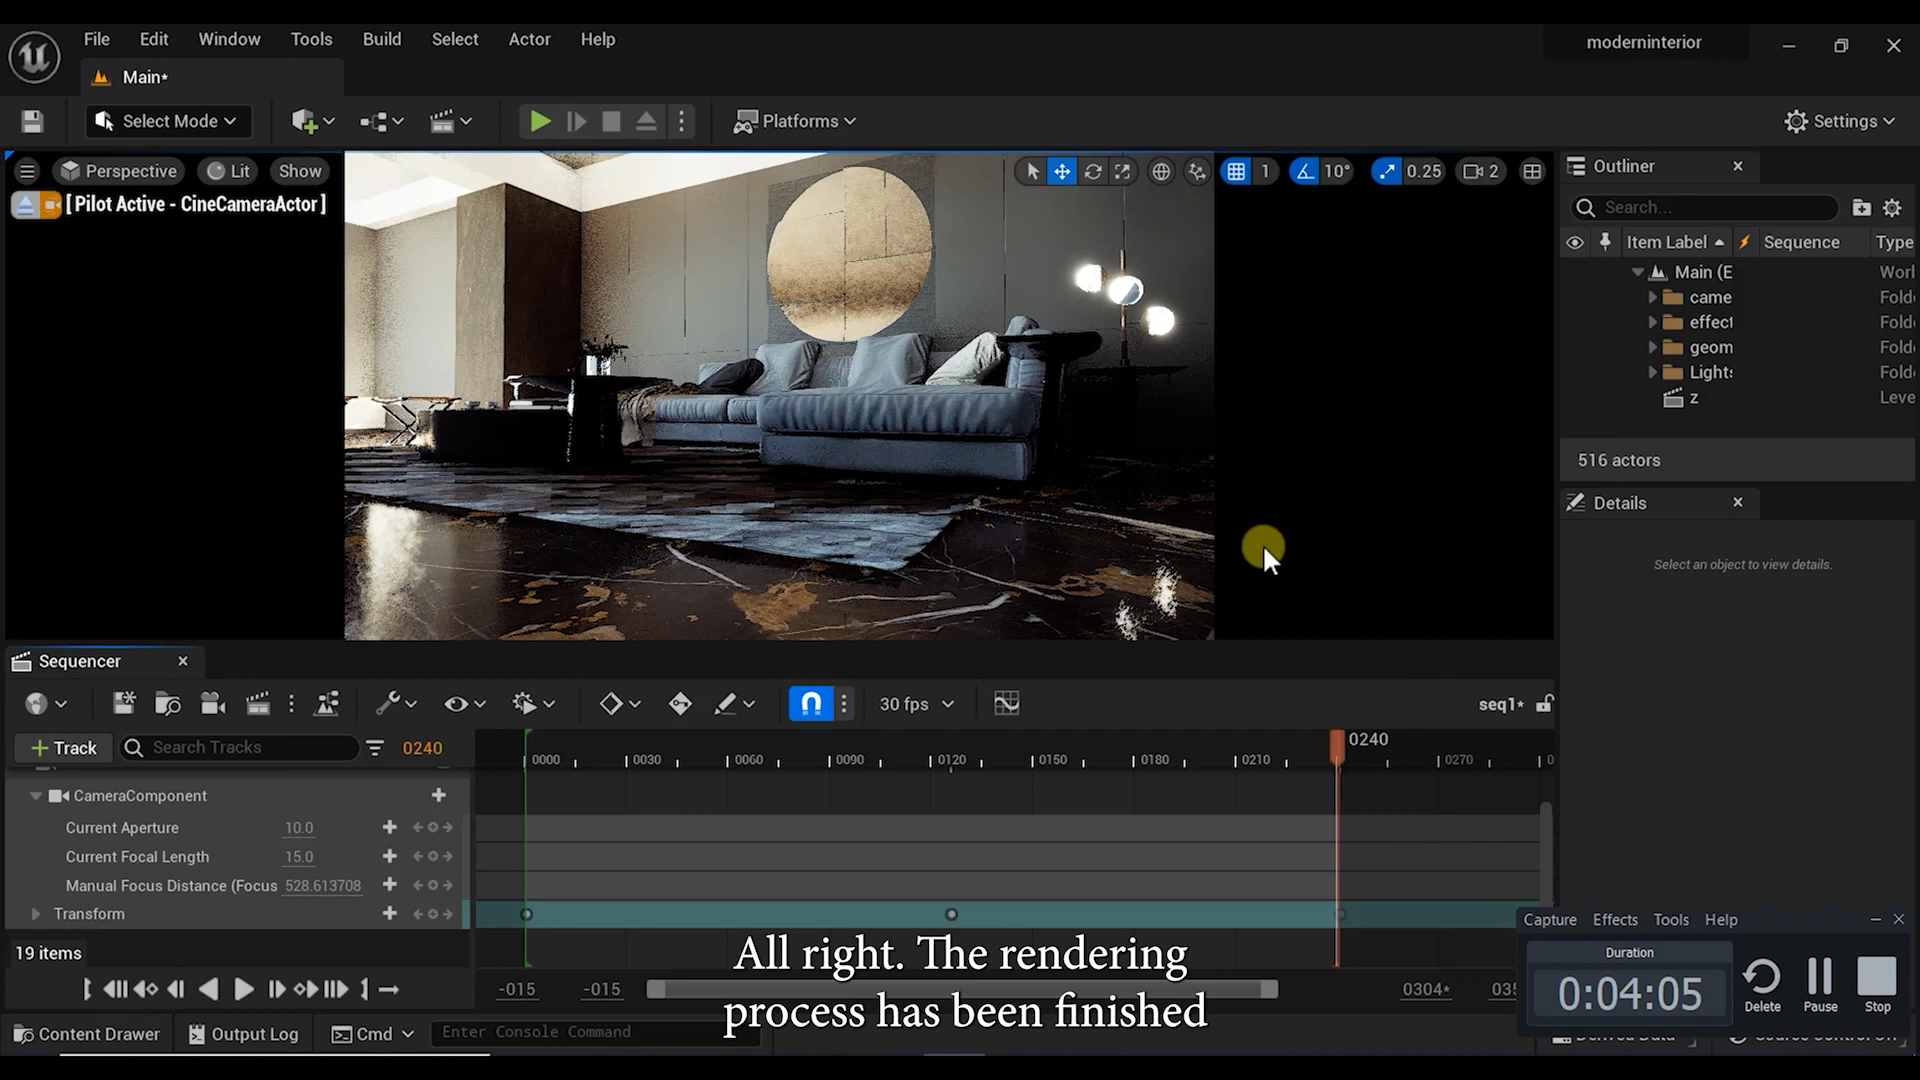 File Edit Window Tools Build Select Actor Help
moderninterior
Main*
Select Mode
Platforms
Settings
Perspective Lit Show
1 10° 0.25 2
[ Pilot Active - CineCameraActor ]
Outliner
Search...
Item Label Sequence Type
Main (E Worl
came Fold
effect Fold
geom Fold
Lights Fold
z Leve
516 actors
Details
Select an object to view details.
Sequencer
30 fps
seq1*
Track
Search Tracks
0240
0240
0000 0030 0060 0090 0120 0150 0180 0210 0270 0
CameraComponent
Current Aperture 10.0
Current Focal Length 15.0
Manual Focus Distance (Focus 528.613708
Transform
19 items
-015 -015 0304* 035
All right. The rendering
process has been finished
Capture Effects Tools Help
Duration
0:04:05
Delete Pause Stop
Content Drawer Output Log Cmd Enter Console Command